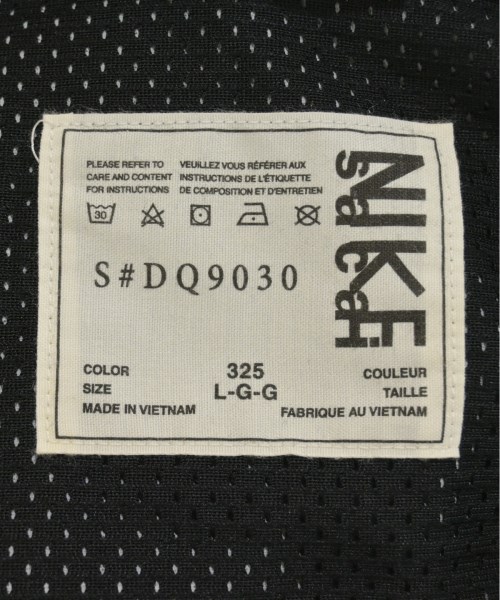 PLEASE REFER TO
CARE AND CONTENT
FOR INSTRUCTIONS
VEUILLEZ VOUS RÉFÉRER AUX
INSTRUCTIONS DE L'ÉTIQUETTE
DE COMPOSITION ET D'ENTRETIEN
30
S#DQ9030
NIKE
sacai
COLOR 325 COULEUR
SIZE L-G-G TAILLE
MADE IN VIETNAM FABRIQUE AU VIETNAM